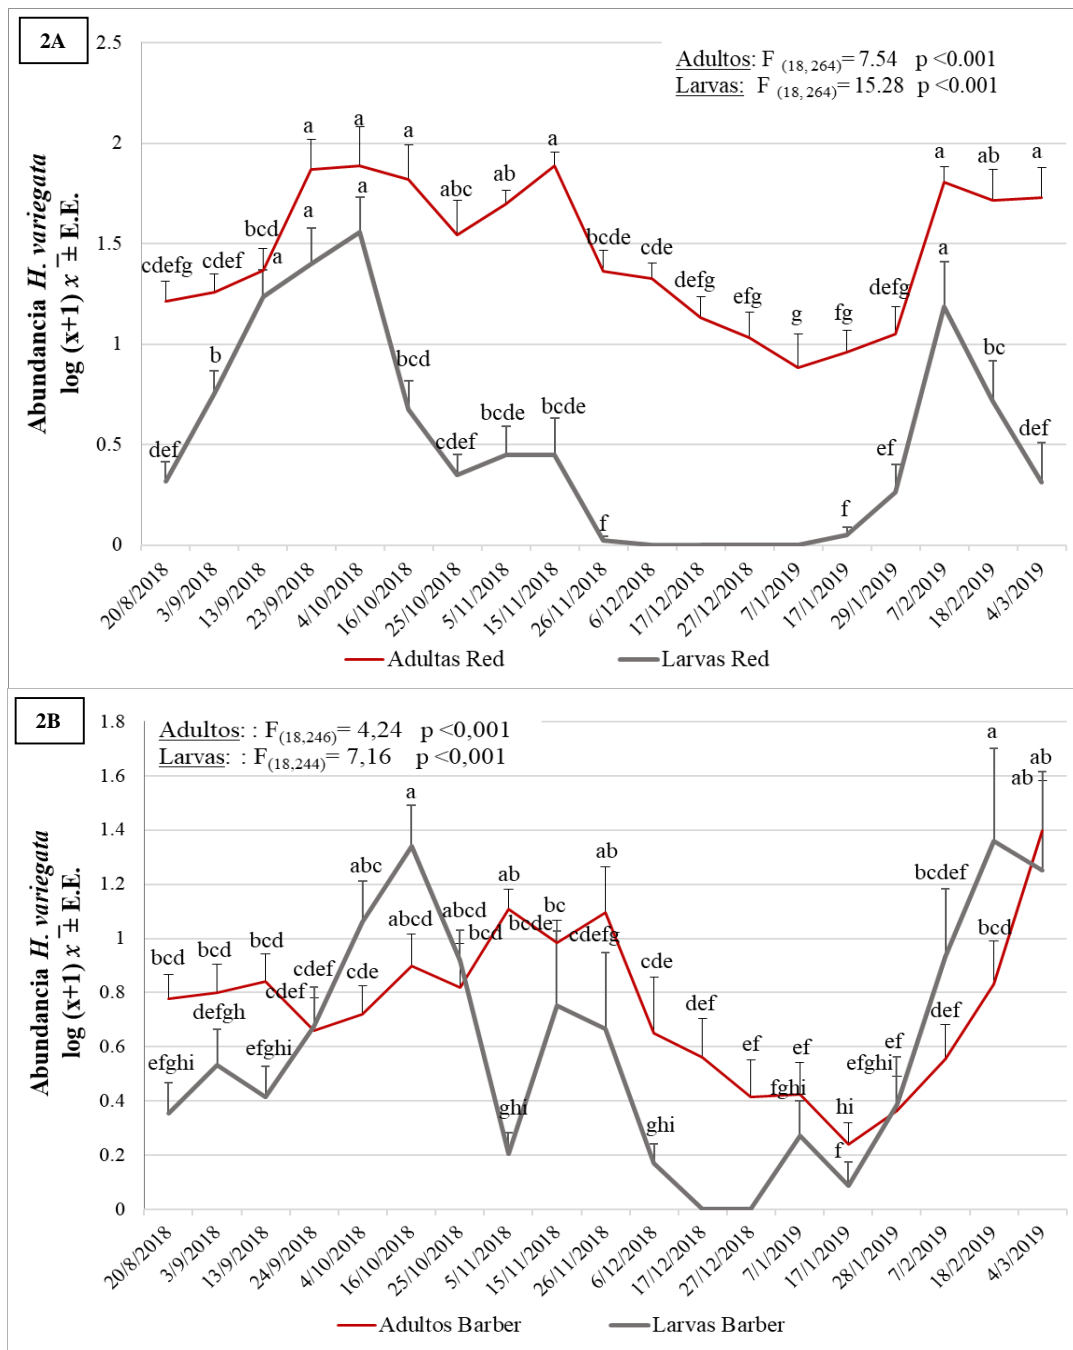 2A
Adultos: F (18, 264)= 7.54 p <0.001
Larvas: F (18, 264)= 15.28 p <0.001
Abundancia H. variegata
log (x+1) x̄ ± E.E.
2.5
2
1.5
1
0.5
0
cdefg cdef bcd a a a abc ab a bcde cde defg efg g fg defg a ab a
def b a a a bcd cdef bcde bcde f f ef a bc def
20/8/2018 3/9/2018 13/9/2018 23/9/2018 4/10/2018 16/10/2018 25/10/2018 5/11/2018 15/11/2018 26/11/2018 6/12/2018 17/12/2018 27/12/2018 7/1/2019 17/1/2019 29/1/2019 7/2/2019 18/2/2019 4/3/2019
Adultas Red Larvas Red
2B
Adultos: : F(18,246)= 4,24 p <0,001
Larvas: : F(18,244)= 7,16 p <0,001
Abundancia H. variegata
log (x+1) x̄ ± E.E.
1.8
1.6
1.4
1.2
1
0.8
0.6
0.4
0.2
0
bcd bcd bcd cdef cde abcd abcd ab bc ab cde def ef ef hi ef def bcd ab
efghi defgh efghi cdef abc a bcd ghi bcde cdefg ghi fghi f efghi bcdef a ab
20/8/2018 3/9/2018 13/9/2018 24/9/2018 4/10/2018 16/10/2018 25/10/2018 5/11/2018 15/11/2018 26/11/2018 6/12/2018 17/12/2018 27/12/2018 7/1/2019 17/11/2019 28/1/2019 7/2/2019 18/2/2019 4/3/2019
Adultos Barber Larvas Barber